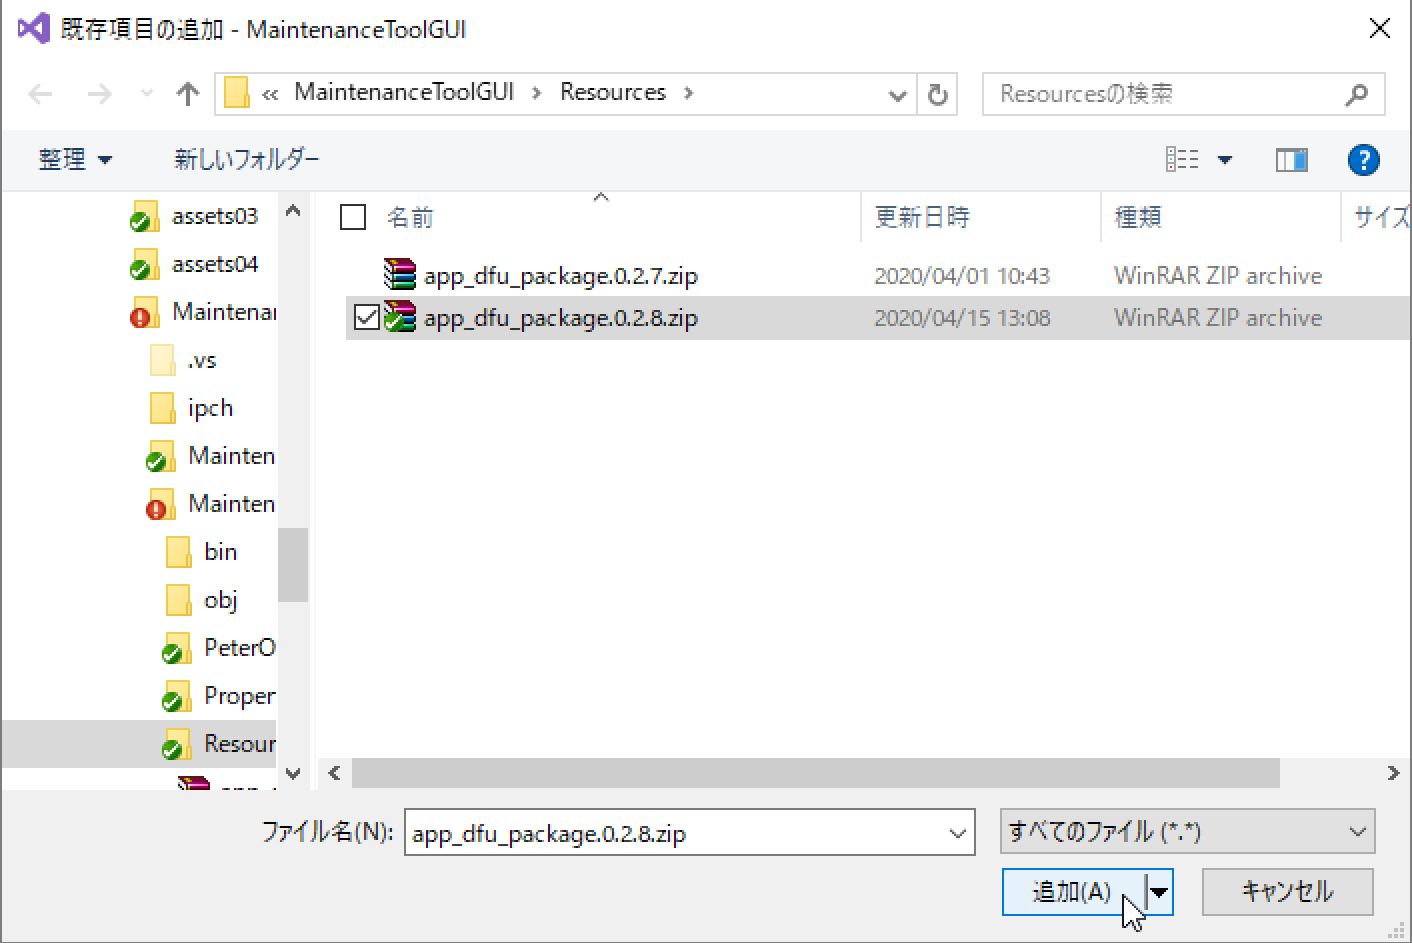 既存項目の追加 - MaintenanceToolGUI
« MaintenanceToolGUI > Resources >
Resourcesの検索
整理
新しいフォルダー
assets03
assets04
Maintenar
.vs
ipch
Mainten
Mainten
bin
obj
PeterO
Proper
Resour
名前 更新日時 種類 サイズ
app_dfu_package.0.2.7.zip 2020/04/01 10:43 WinRAR ZIP archive
app_dfu_package.0.2.8.zip 2020/04/15 13:08 WinRAR ZIP archive
ファイル名(N): app_dfu_package.0.2.8.zip
すべてのファイル (*.*)
追加(A)
キャンセル